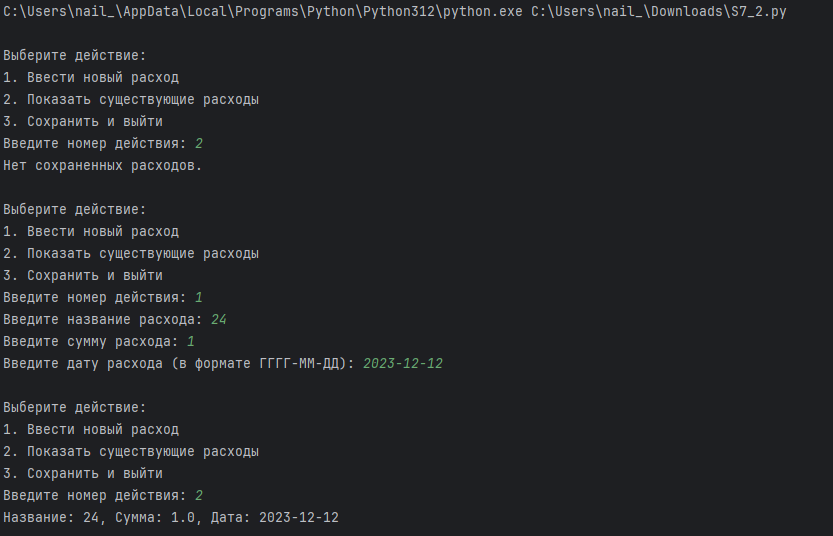 C:\Users\nail_\AppData\Local\Programs\Python\Python312\python.exe C:\Users\nail_\Downloads\S7_2.py
Выберите действие:
1. Ввести новый расход
2. Показать существующие расходы
3. Сохранить и выйти
Введите номер действия: 2
Нет сохраненных расходов.
Выберите действие:
1. Ввести новый расход
2. Показать существующие расходы
3. Сохранить и выйти
Введите номер действия: 1
Введите название расхода: 24
Введите сумму расхода: 1
Введите дату расхода (в формате ГГГГ-ММ-ДД): 2023-12-12
Выберите действие:
1. Ввести новый расход
2. Показать существующие расходы
3. Сохранить и выйти
Введите номер действия: 2
Название: 24, Сумма: 1.0, Дата: 2023-12-12